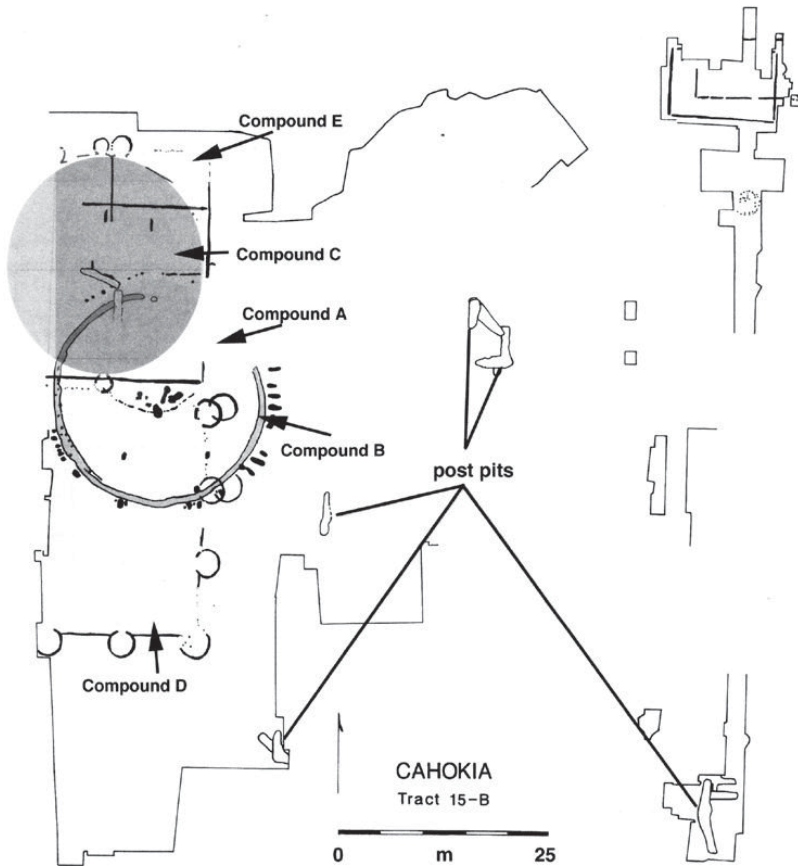 Compound E
Compound C
Compound A
Compound B
post pits
Compound D
CAHOKIA
Tract 15-B
0 m 25